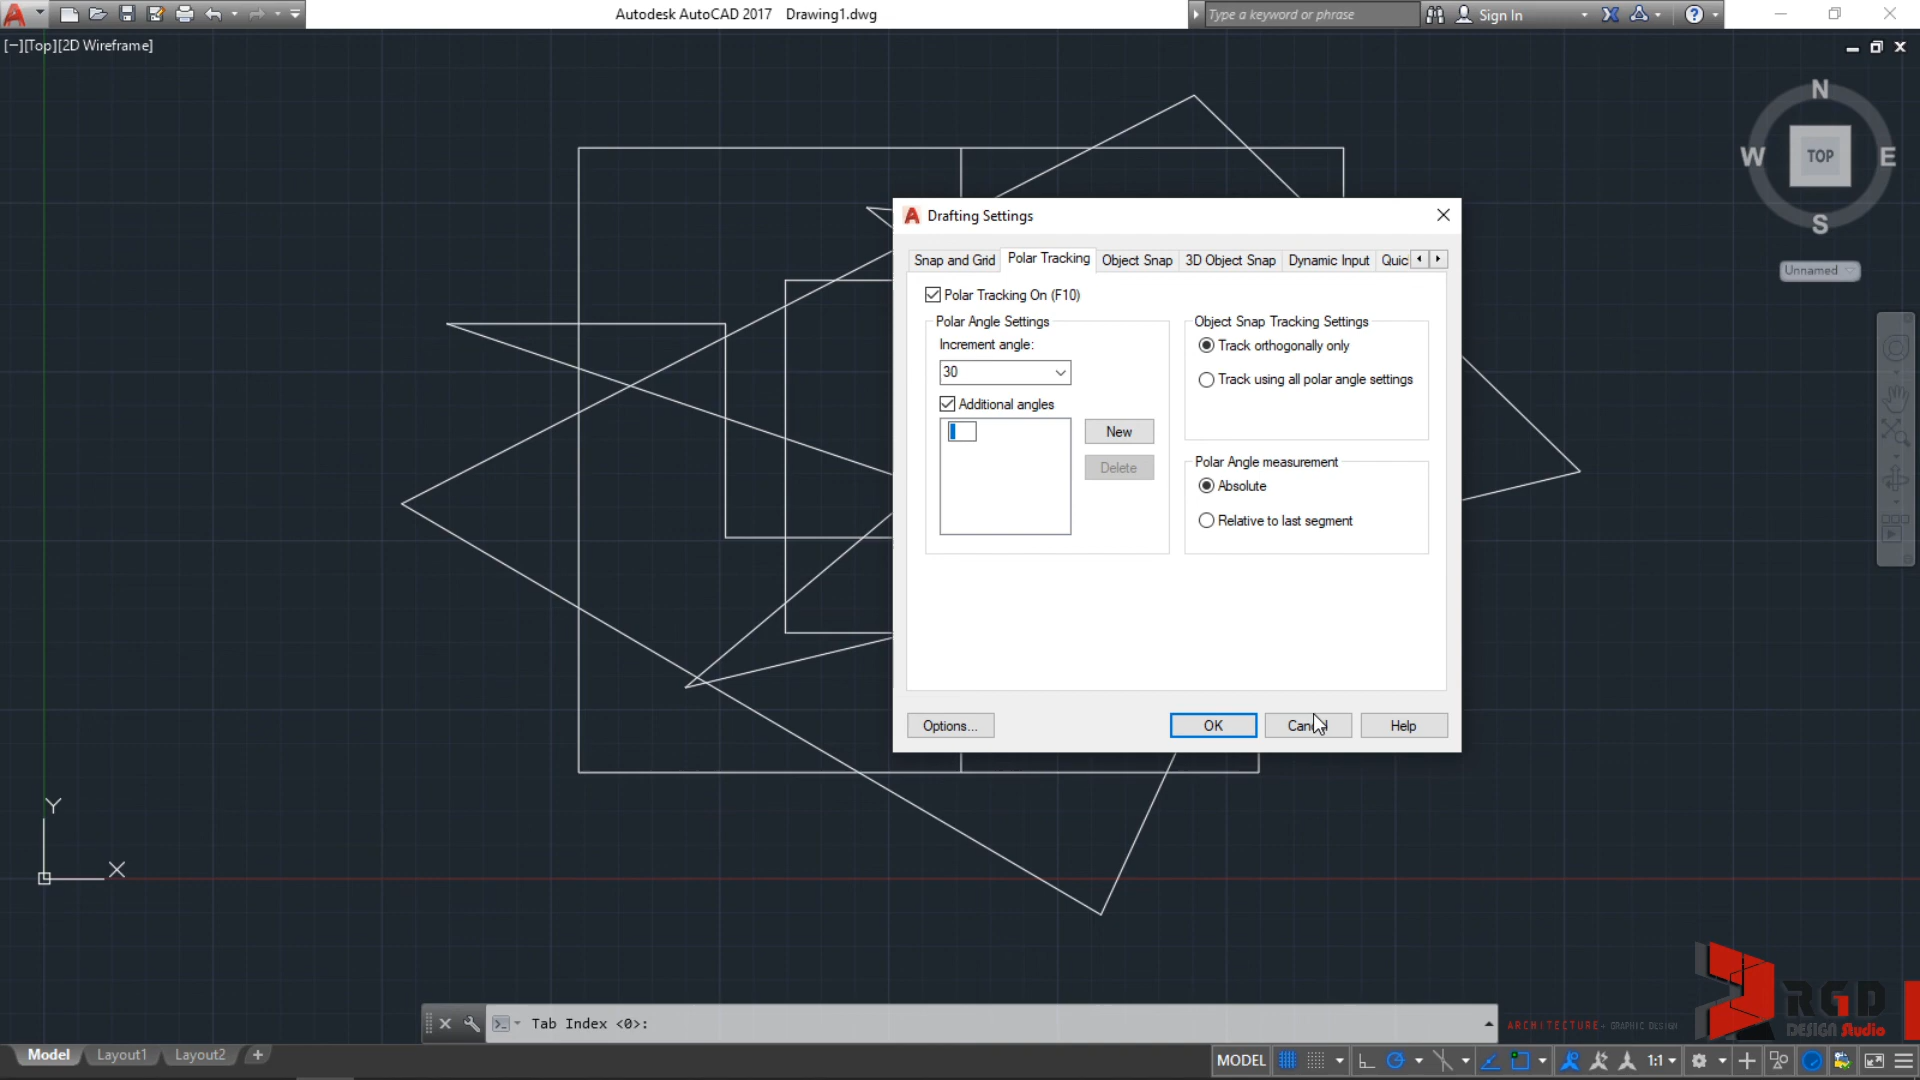 Autodesk AutoCAD 2017 Drawing1.dwg
Type a keyword or phrase
Sign In
[−][Top][2D Wireframe]
N
W TOP E
S
Unnamed
Drafting Settings
Snap and Grid Polar Tracking Object Snap 3D Object Snap Dynamic Input Quic
Polar Tracking On (F10)
Polar Angle Settings
Increment angle:
30
Additional angles
New
Delete
Object Snap Tracking Settings
Track orthogonally only
Track using all polar angle settings
Polar Angle measurement
Absolute
Relative to last segment
Options...
OK
Help
Y
X
Tab Index <0>:
RGD
DESIGN Studio
ARCHITECTURE + GRAPHIC DESIGN
Model Layout1 Layout2 +
MODEL 1:1